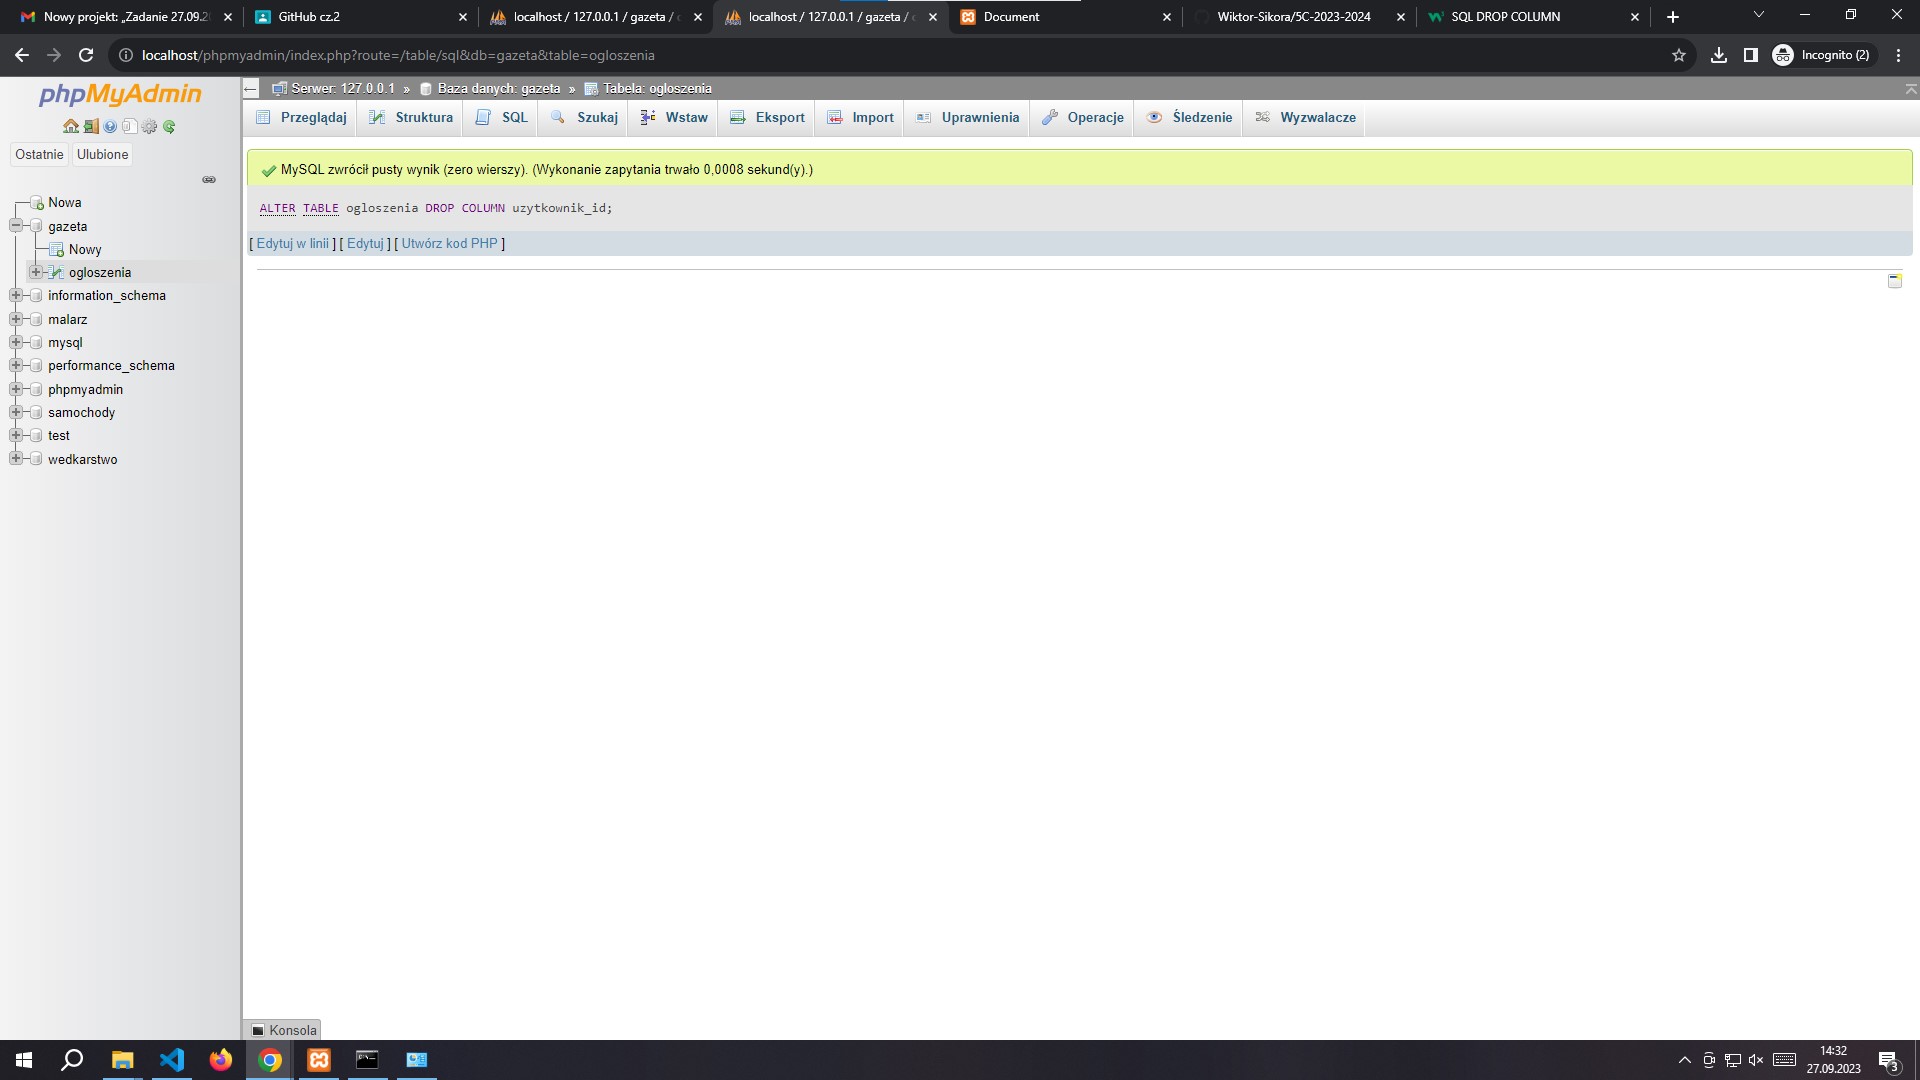 Nowy projekt: „Zadanie 27.09.2
GitHub cz.2
localhost / 127.0.0.1 / gazeta /
localhost / 127.0.0.1 / gazeta /
Document
Wiktor-Sikora/5C-2023-2024
SQL DROP COLUMN
localhost/phpmyadmin/index.php?route=/table/sql&db=gazeta&table=ogloszenia
Incognito (2)
phpMyAdmin
Ostatnie Ulubione
Nowa
gazeta
Nowy
ogloszenia
information_schema
malarz
mysql
performance_schema
phpmyadmin
samochody
test
wedkarstwo
Serwer: 127.0.0.1 » Baza danych: gazeta » Tabela: ogloszenia
Przeglądaj Struktura SQL Szukaj Wstaw Eksport Import Uprawnienia Operacje Śledzenie Wyzwalacze
MySQL zwrócił pusty wynik (zero wierszy). (Wykonanie zapytania trwało 0,0008 sekund(y).)
ALTER TABLE ogloszenia DROP COLUMN uzytkownik_id;
[ Edytuj w linii ] [ Edytuj ] [ Utwórz kod PHP ]
Konsola
14:32
27.09.2023
3